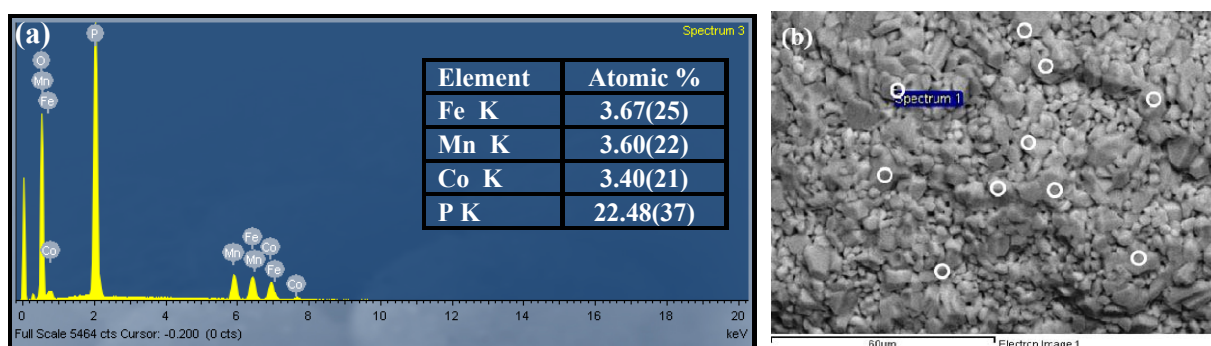 (a)
Spectrum 3
P
O
Mn
Fe
Co
Mn
Fe
Mn
Co
Fe
Co
Element Atomic %
Fe K 3.67(25)
Mn K 3.60(22)
Co K 3.40(21)
P K 22.48(37)
0 2 4 6 8 10 12 14 16 18 20
Full Scale 5464 cts Cursor: -0.200 (0 cts) keV
(b)
Spectrum 1
60µm Electron Image 1